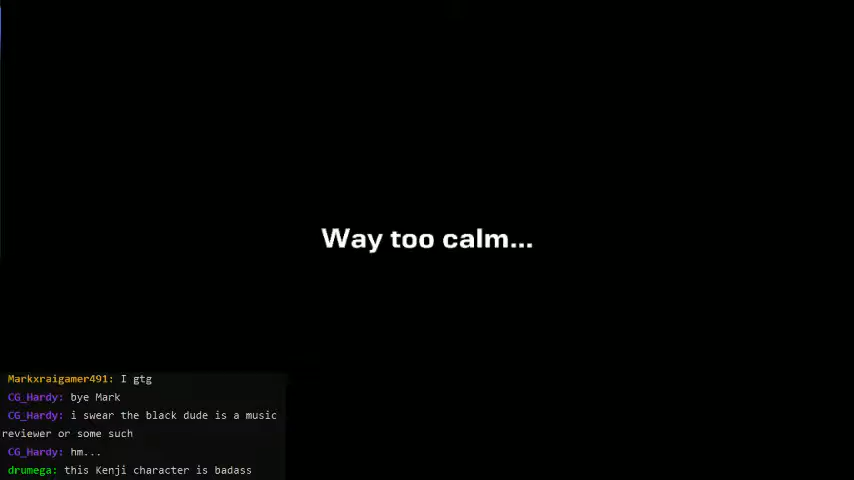 Way too calm...
Markxraigamer491: I gtg
CG_Hardy: bye Mark
CG_Hardy: i swear the black dude is a music
reviewer or some such
CG_Hardy: hm...
drumega: this Kenji character is badass